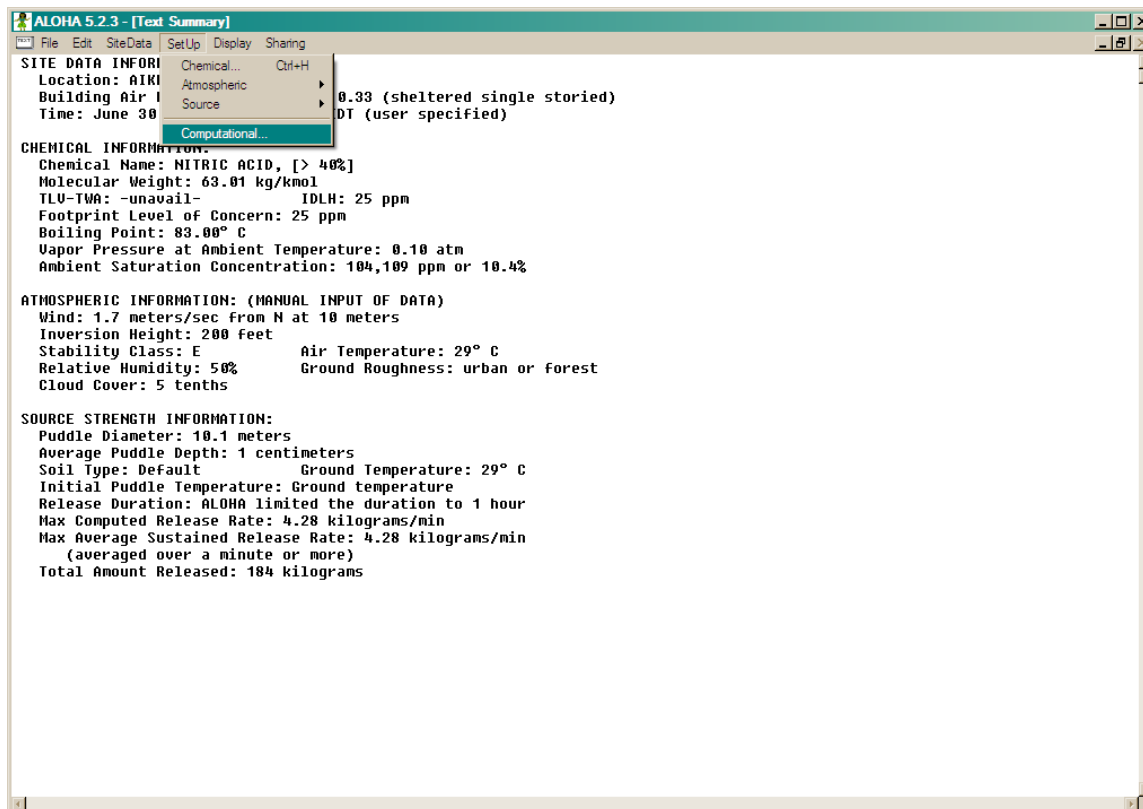 ALOHA 5.2.3 - [Text Summary]
File Edit SiteData SetUp Display Sharing
Chemical... Ctrl+H
Atmospheric
Source
Computational...
SITE DATA INFOR
Location: AIK
Building Air 0.33 (sheltered single storied)
Time: June 30 DT (user specified)
CHEMICAL INFORMATION:
Chemical Name: NITRIC ACID, [> 40%]
Molecular Weight: 63.01 kg/kmol
TLV-TWA: -unavail- IDLH: 25 ppm
Footprint Level of Concern: 25 ppm
Boiling Point: 83.00° C
Vapor Pressure at Ambient Temperature: 0.10 atm
Ambient Saturation Concentration: 104,109 ppm or 10.4%
ATMOSPHERIC INFORMATION: (MANUAL INPUT OF DATA)
Wind: 1.7 meters/sec from N at 10 meters
Inversion Height: 200 feet
Stability Class: E Air Temperature: 29° C
Relative Humidity: 50% Ground Roughness: urban or forest
Cloud Cover: 5 tenths
SOURCE STRENGTH INFORMATION:
Puddle Diameter: 10.1 meters
Average Puddle Depth: 1 centimeters
Soil Type: Default Ground Temperature: 29° C
Initial Puddle Temperature: Ground temperature
Release Duration: ALOHA limited the duration to 1 hour
Max Computed Release Rate: 4.28 kilograms/min
Max Average Sustained Release Rate: 4.28 kilograms/min
(averaged over a minute or more)
Total Amount Released: 184 kilograms